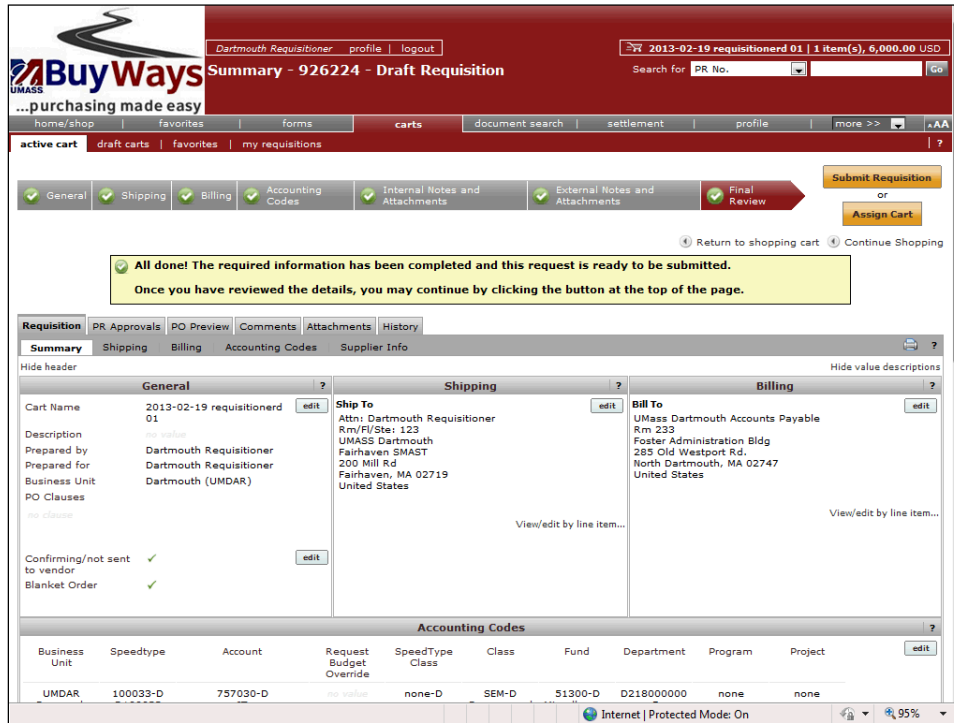 UMASS BuyWays
...purchasing made easy
Dartmouth Requisitioner profile | logout
2013-02-19 requisitionerd 01 | 1 item(s), 6,000.00 USD
Summary - 926224 - Draft Requisition
Search for PR No. Go
home/shop | favorites | forms carts document search | settlement | profile | more >> AAA
active cart draft carts | favorites | my requisitions | ?
General Shipping Billing Accounting Codes Internal Notes and Attachments External Notes and Attachments Final Review
Submit Requisition
or
Assign Cart
Return to shopping cart Continue Shopping
All done! The required information has been completed and this request is ready to be submitted.
Once you have reviewed the details, you may continue by clicking the button at the top of the page.
Requisition PR Approvals PO Preview Comments Attachments History
Summary Shipping Billing Accounting Codes Supplier Info ?
Hide header Hide value descriptions
General ?
Cart Name 2013-02-19 requisitionerd 01 edit
Description no value
Prepared by Dartmouth Requisitioner
Prepared for Dartmouth Requisitioner
Business Unit Dartmouth (UMDAR)
PO Clauses
no clause
Confirming/not sent to vendor ✓ edit
Blanket Order ✓
Shipping ?
Ship To edit
Attn: Dartmouth Requisitioner
Rm/Fl/Ste: 123
UMASS Dartmouth
Fairhaven SMAST
200 Mill Rd
Fairhaven, MA 02719
United States
View/edit by line item...
Billing ?
Bill To edit
UMass Dartmouth Accounts Payable
Rm 233
Foster Administration Bldg
285 Old Westport Rd.
North Dartmouth, MA 02747
United States
View/edit by line item...
Accounting Codes ?
Business Unit Speedtype Account Request Budget Override SpeedType Class Class Fund Department Program Project edit
UMDAR 100033-D 757030-D no value none-D SEM-D 51300-D D218000000 none none
Internet | Protected Mode: On 95%